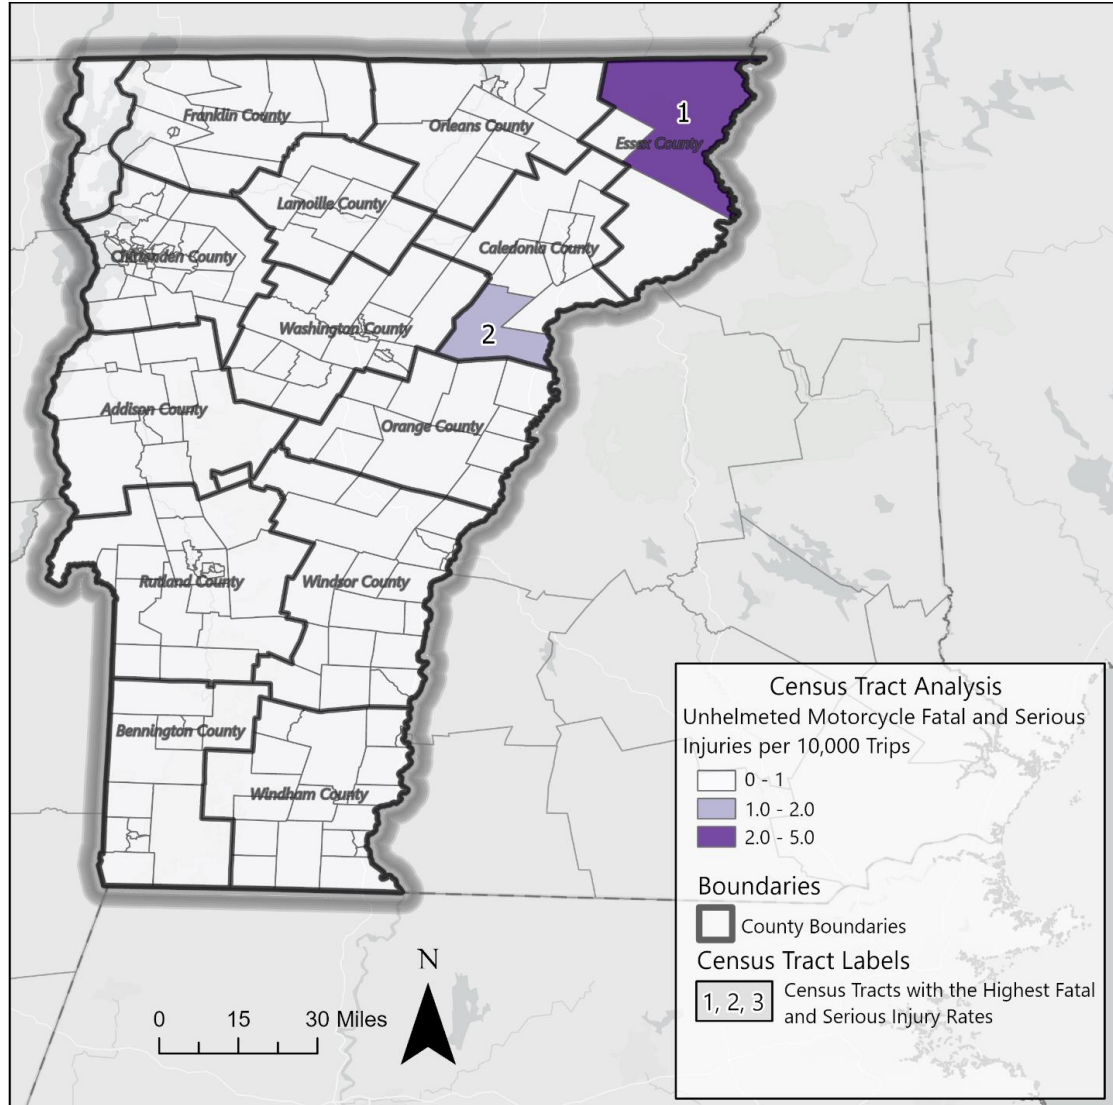 1
Franklin County
Orleans County
Essex County
Lamoille County
Caledonia County
Chittenden County
Washington County
2
Addison County
Orange County
Rutland County
Windsor County
Bennington County
Windham County
Census Tract Analysis
Unhelmeted Motorcycle Fatal and Serious
Injuries per 10,000 Trips
0 - 1
1.0 - 2.0
2.0 - 5.0
Boundaries
County Boundaries
Census Tract Labels
1, 2, 3
Census Tracts with the Highest Fatal
and Serious Injury Rates
N
0 15 30 Miles